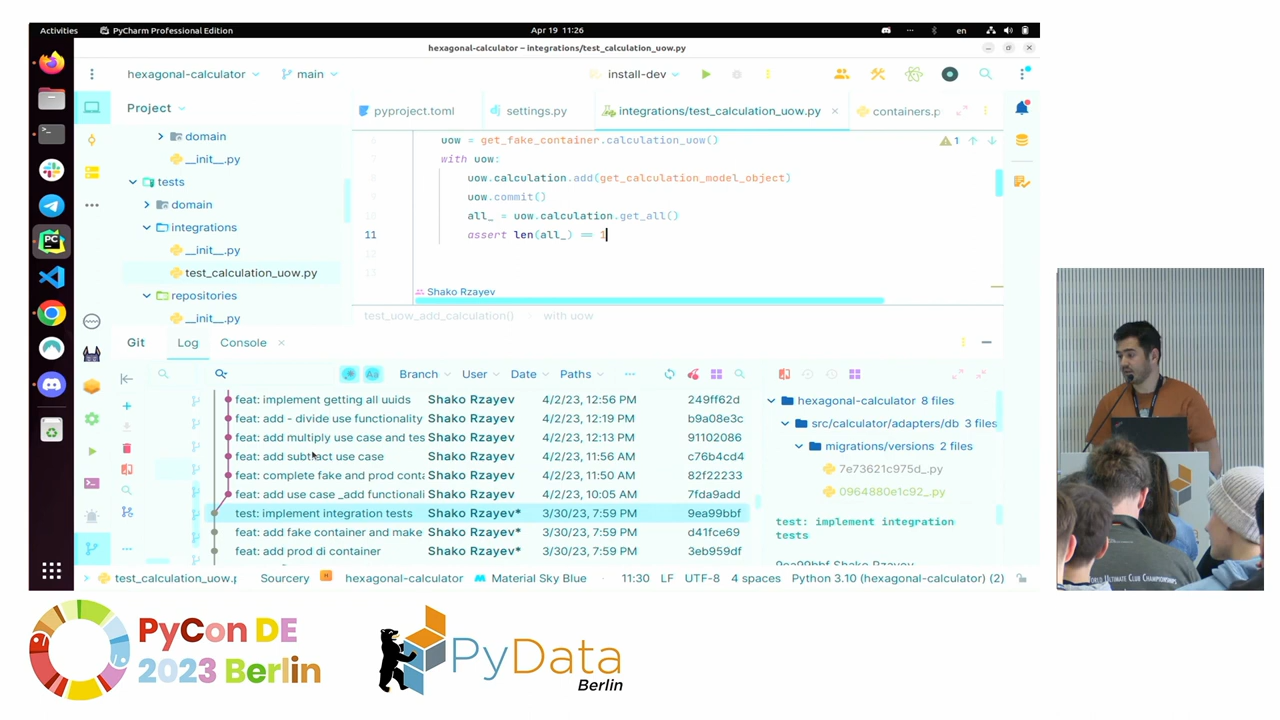 Activities
PyCharm Professional Edition
Apr 19 11:26
en
hexagonal-calculator – integrations/test_calculation_uow.py
hexagonal-calculator
main
install-dev
Project
pyproject.toml
settings.py
integrations/test_calculation_uow.py
containers.p
domain
__init__.py
tests
domain
integrations
__init__.py
test_calculation_uow.py
repositories
__init__.py
uow = get_fake_container.calculation_uow()
1
with uow:
uow.calculation.add(get_calculation_model_object)
uow.commit()
all_ = uow.calculation.get_all()
11
assert len(all_) == 1
Shako Rzayev
test_uow_add_calculation()
with uow
Git
Log
Console
Branch
User
Date
Paths
feat: implement getting all uuids Shako Rzayev 4/2/23, 12:56 PM 249ff62d
feat: add - divide use functionality Shako Rzayev 4/2/23, 12:19 PM b9a08e3c
feat: add multiply use case and tes Shako Rzayev 4/2/23, 12:13 PM 91102086
feat: add subtract use case Shako Rzayev 4/2/23, 11:56 AM c76b4cd4
feat: complete fake and prod conta Shako Rzayev 4/2/23, 11:50 AM 82f22233
feat: add use case _add functionali Shako Rzayev 4/2/23, 10:05 AM 7fda9add
test: implement integration tests Shako Rzayev* 3/30/23, 7:59 PM 9ea99bbf
feat: add fake container and make Shako Rzayev* 3/30/23, 7:59 PM d41fce69
feat: add prod di container Shako Rzayev* 3/30/23, 7:59 PM 3eb959df
hexagonal-calculator 8 files
src/calculator/adapters/db 3 files
migrations/versions 2 files
7e73621c975d_.py
0964880e1c92_.py
test: implement integration
tests
9ea99bbf Shako Rzayev
test_calculation_uow.p
Sourcery
hexagonal-calculator
Material Sky Blue
11:30
LF
UTF-8
4 spaces
Python 3.10 (hexagonal-calculator) (2)
PyCon DE
2023 Berlin
PyData
Berlin
WORLD ULTIMATE CLUB CHAMPIONSHIPS